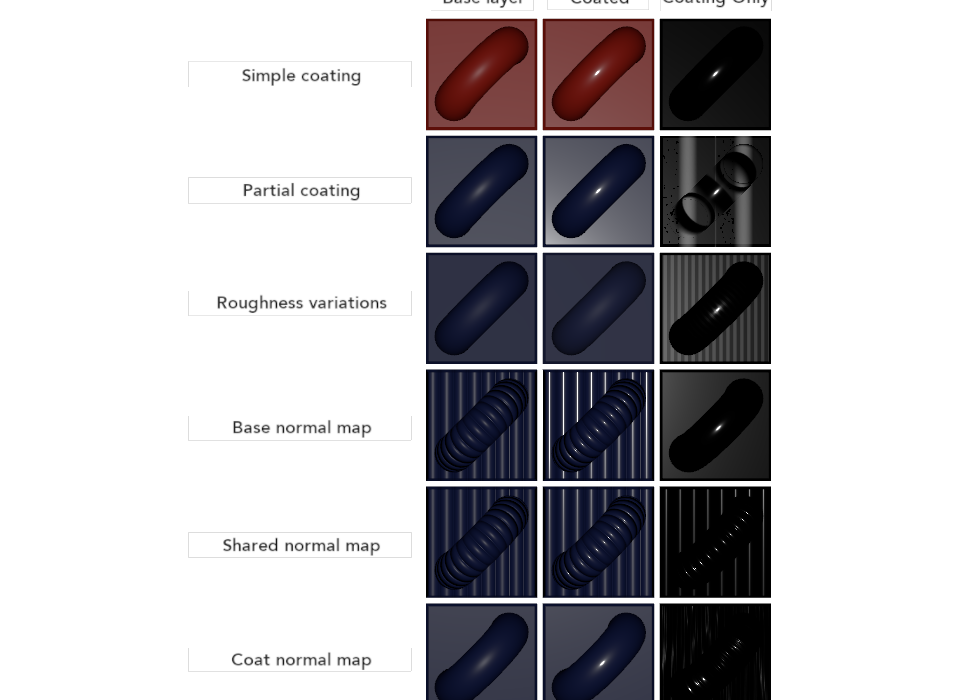 Base layer Coated Coating Only
Simple coating
Partial coating
Roughness variations
Base normal map
Shared normal map
Coat normal map